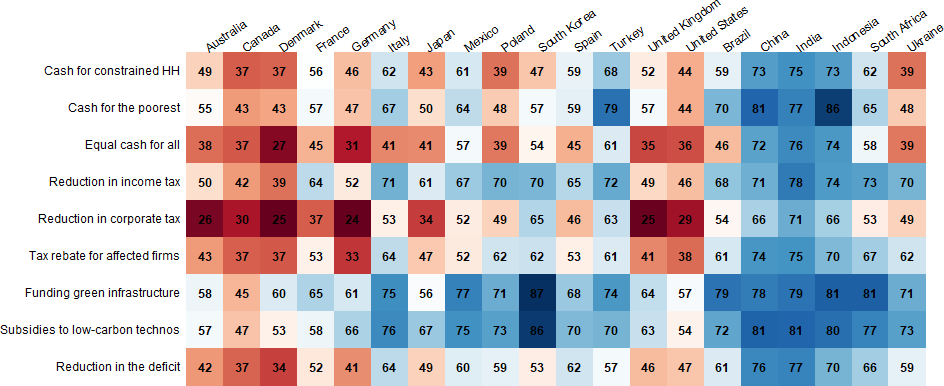 Australia Canada Denmark France Germany Italy Japan Mexico Poland South Korea Spain Turkey United Kingdom United States Brazil China India Indonesia South Africa Ukraine
Cash for constrained HH 49 37 37 56 46 62 43 61 39 47 59 68 52 44 59 73 75 73 62 39
Cash for the poorest 55 43 43 57 47 67 50 64 48 57 59 79 57 44 70 81 77 86 65 48
Equal cash for all 38 37 27 45 31 41 41 57 39 54 45 61 35 36 46 72 76 74 58 39
Reduction in income tax 50 42 39 64 52 71 61 67 70 70 65 72 49 46 68 71 78 74 73 70
Reduction in corporate tax 26 30 25 37 24 53 34 52 49 65 46 63 25 29 54 66 71 66 53 49
Tax rebate for affected firms 43 37 37 53 33 64 47 52 62 62 53 61 41 38 61 74 75 70 67 62
Funding green infrastructure 58 45 60 65 61 75 56 77 71 87 68 74 64 57 79 78 79 81 81 71
Subsidies to low-carbon technos 57 47 53 58 66 76 67 75 73 86 70 70 63 54 72 81 81 80 77 73
Reduction in the deficit 42 37 34 52 41 64 49 60 59 53 62 57 46 47 61 76 77 70 66 59